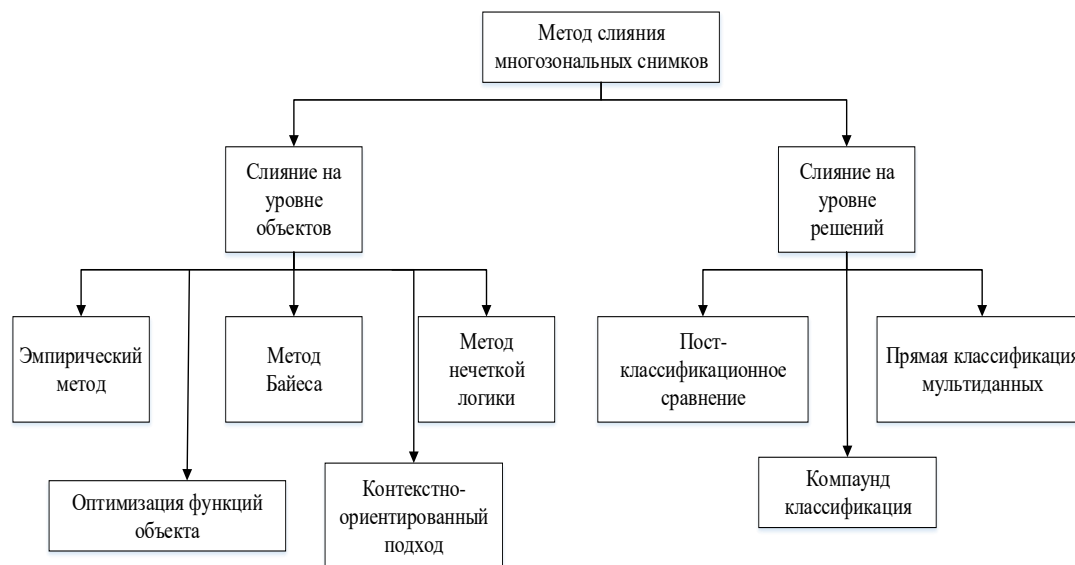 Метод слияния
многозональных снимков
Слияние на
уровне
объектов
Слияние на
уровне
решений
Эмпирический
метод
Метод
Байеса
Метод
нечеткой
логики
Пост-
классификационное
сравнение
Прямая классификация
мультиданных
Оптимизация функций
объекта
Контекстно-
ориентированный
подход
Компаунд
классификация